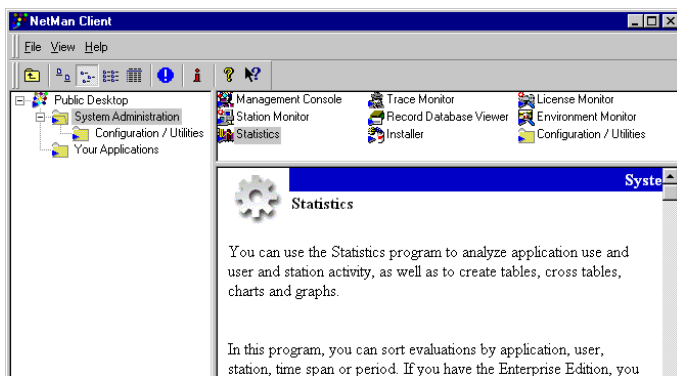 NetMan Client
File View Help
Public Desktop
System Administration
Configuration / Utilities
Your Applications
Management Console Trace Monitor License Monitor
Station Monitor Record Database Viewer Environment Monitor
Statistics Installer Configuration / Utilities
Syste
Statistics
You can use the Statistics program to analyze application use and
user and station activity, as well as to create tables, cross tables,
charts and graphs.
In this program, you can sort evaluations by application, user,
station, time span or period. If you have the Enterprise Edition, you